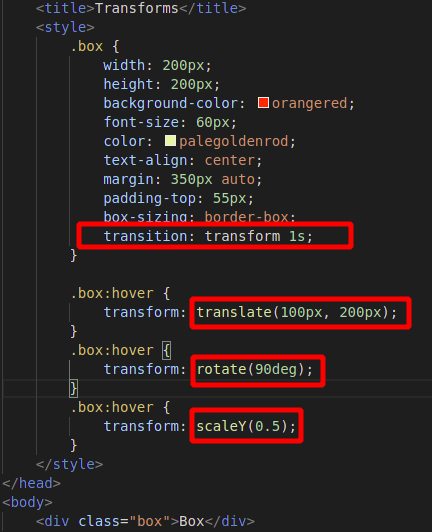 <title>Transforms</title>
<style>
.box {
width: 200px;
height: 200px;
background-color: orangered;
font-size: 60px;
color: palegoldenrod;
text-align: center;
margin: 350px auto;
padding-top: 55px;
box-sizing: border-box;
transition: transform 1s;
}
.box:hover {
transform: translate(100px, 200px);
}
.box:hover {
transform: rotate(90deg);
}
.box:hover {
transform: scaleY(0.5);
}
</style>
</head>
<body>
<div class="box">Box</div>